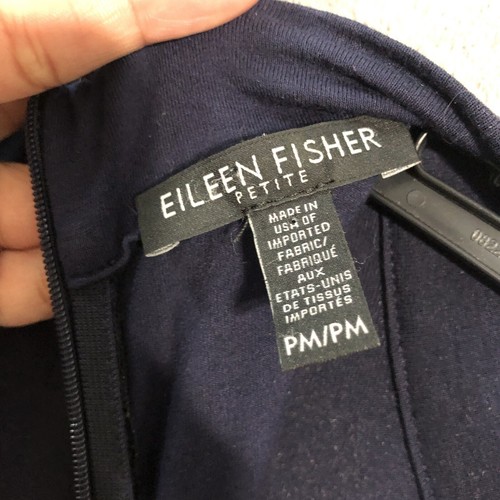 EILEEN FISHER
PETITE
MADE IN
USA OF
IMPORTED
FABRIC/
FABRIQUÉ
AUX
ETATS-UNIS
DE TISSUS
IMPORTÉS
PM/PM